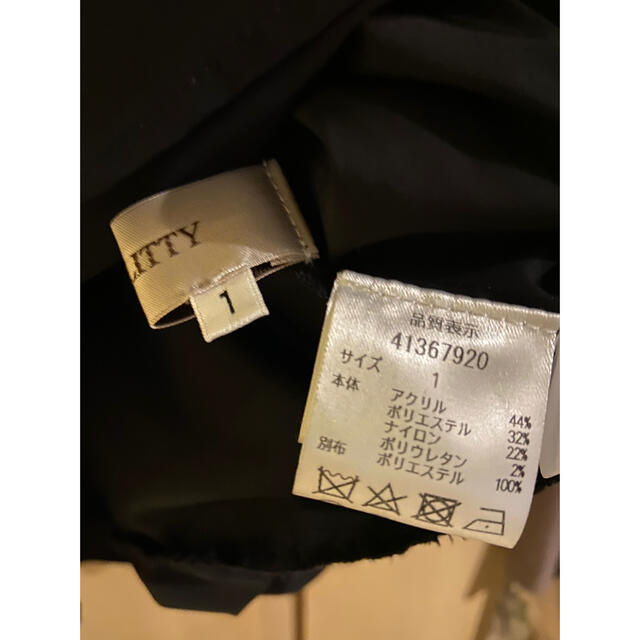 LITTY
1
品質表示
41367920
サイズ 1
本体 アクリル 44%
ポリエステル 32%
ナイロン 22%
ポリウレタン 2%
別布 ポリエステル 100%